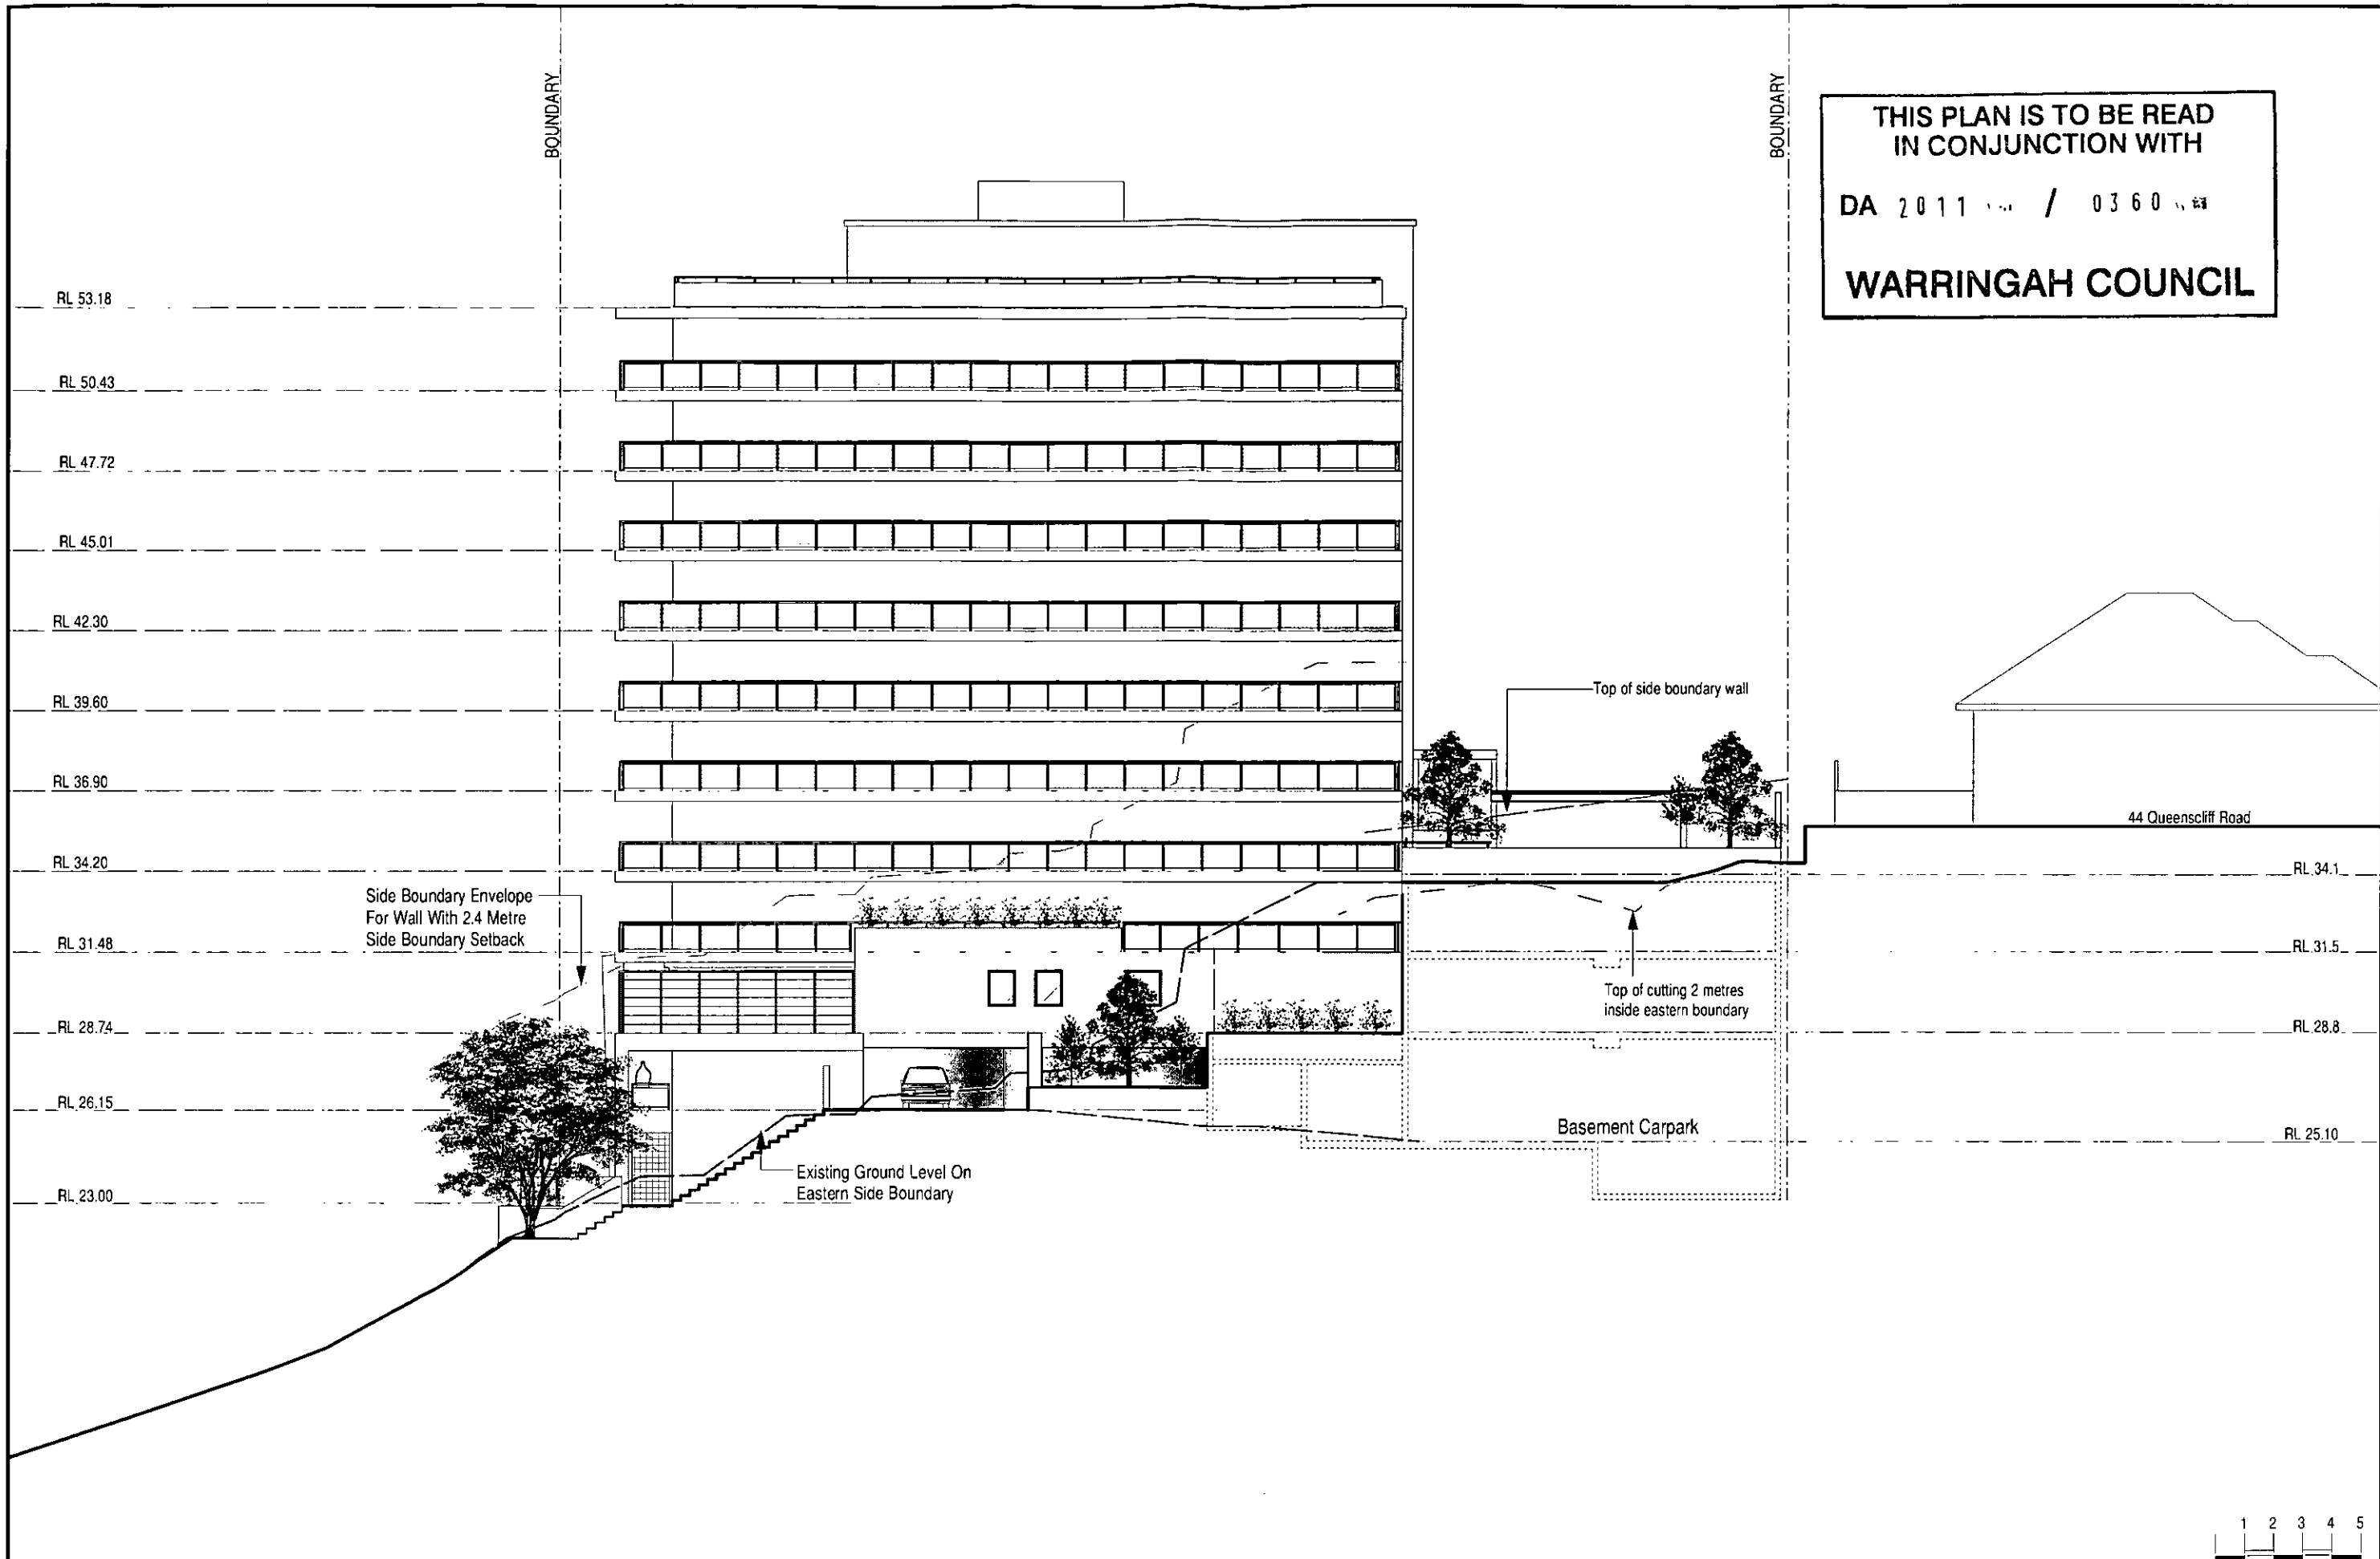 BOUNDARY
BOUNDARY
THIS PLAN IS TO BE READ
IN CONJUNCTION WITH
DA 2011 / 0360
WARRINGAH COUNCIL
RL 53.18
RL 50.43
RL 47.72
RL 45.01
RL 42.30
RL 39.60
RL 36.90
RL 34.20
RL 31.48
RL 28.74
RL 26.15
RL 23.00
Side Boundary Envelope
For Wall With 2.4 Metre
Side Boundary Setback
Existing Ground Level On
Eastern Side Boundary
Top of side boundary wall
44 Queenscliff Road
Top of cutting 2 metres
inside eastern boundary
Basement Carpark
RL 34.1
RL 31.5
RL 28.8
RL 25.10
1 2 3 4 5